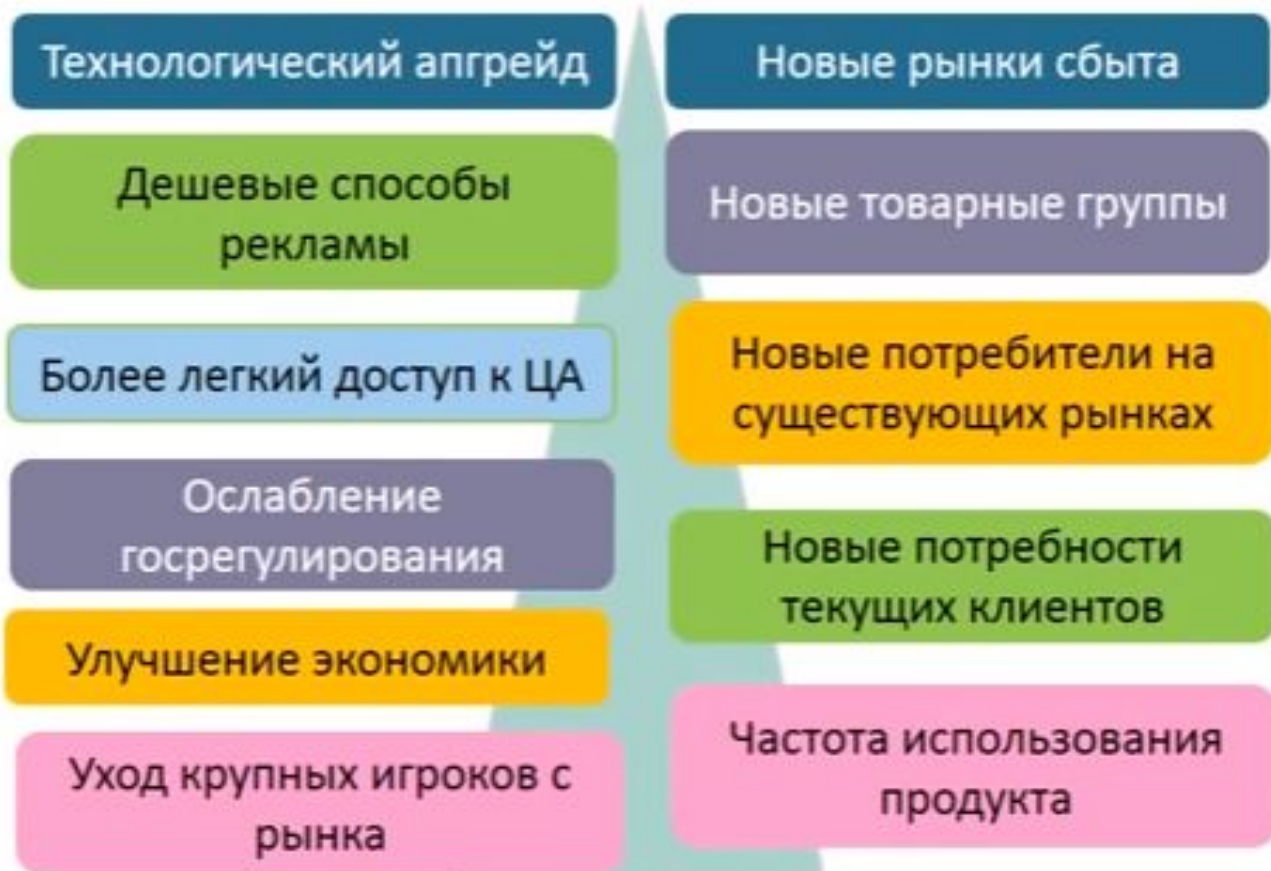 Технологический апгрейд
Дешевые способы
рекламы
Более легкий доступ к ЦА
Ослабление
госрегулирования
Улучшение экономики
Уход крупных игроков с
рынка
Новые рынки сбыта
Новые товарные группы
Новые потребители на
существующих рынках
Новые потребности
текущих клиентов
Частота использования
продукта